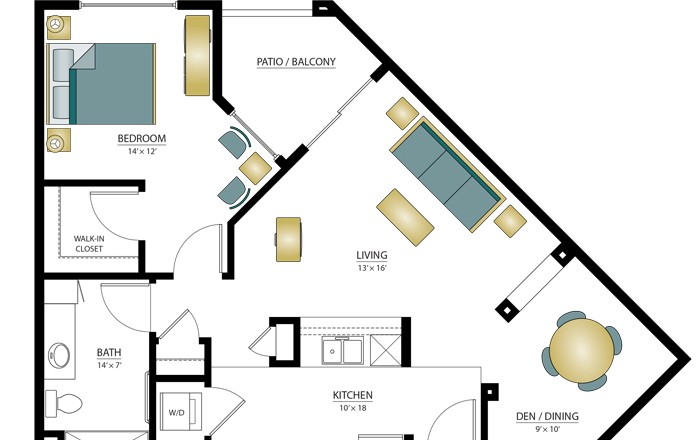 PATIO / BALCONY
BEDROOM
14' × 12'
WALK-IN
CLOSET
LIVING
13' × 16'
BATH
14' × 7'
KITCHEN
10' × 18
W/D
DEN / DINING
9' × 10'